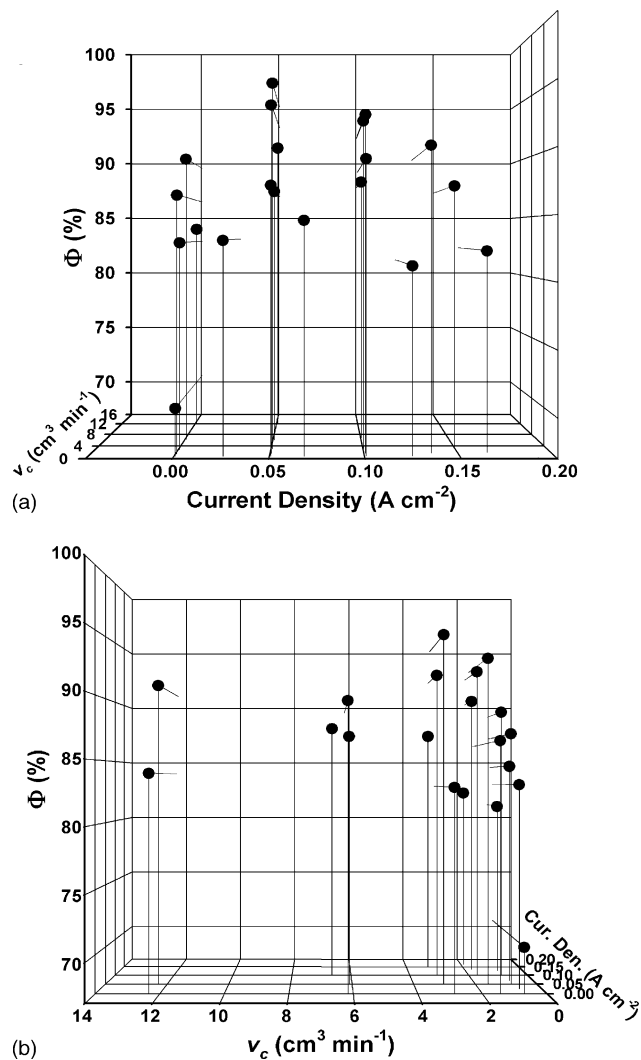 100
95
90
85
80
75
70
Φ (%)
16
12
8
4
0
v_c (cm³ min⁻¹)
0.00 0.05 0.10 0.15 0.20
Current Density (A cm⁻²)
(a)
100
95
90
85
80
75
70
Φ (%)
Cur. Den. (A cm⁻²)
0.20
0.15
0.10
0.05
0.00
14 12 10 8 6 4 2 0
v_c (cm³ min⁻¹)
(b)